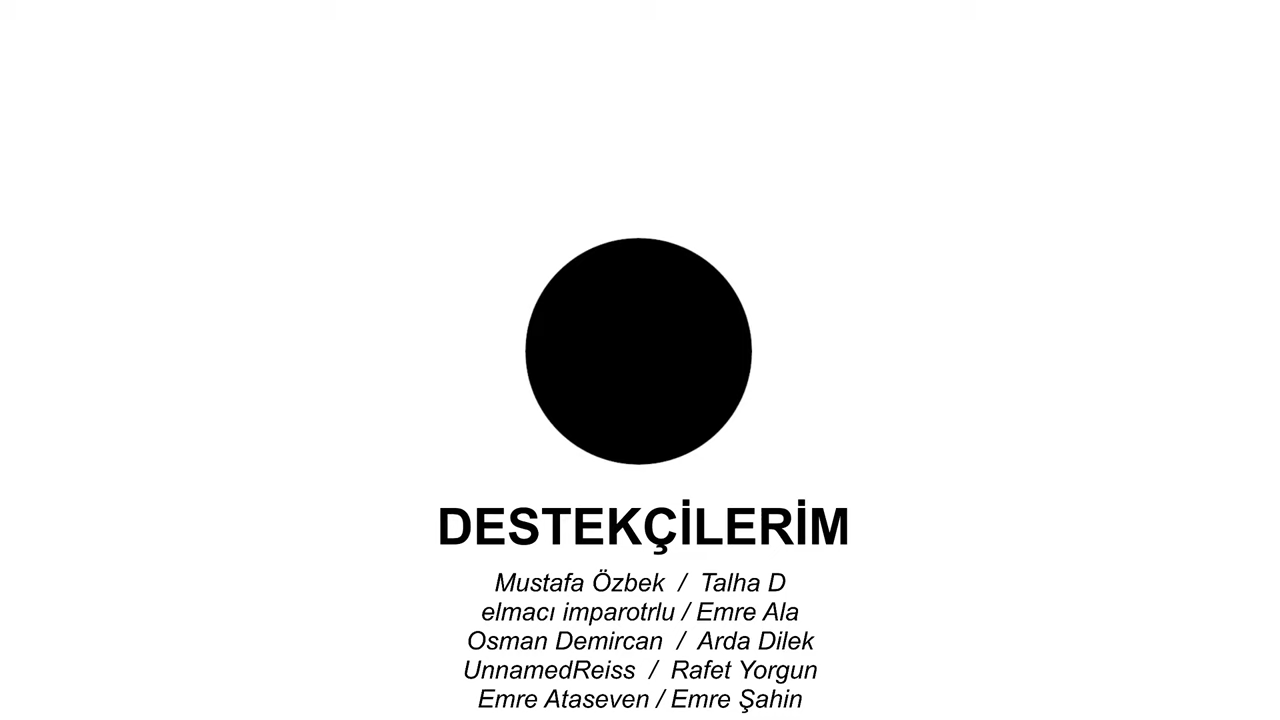 DESTEKÇİLERİM
Mustafa Özbek / Talha D
elmacı imparotrlu / Emre Ala
Osman Demircan / Arda Dilek
UnnamedReiss / Rafet Yorgun
Emre Ataseven / Emre Şahin